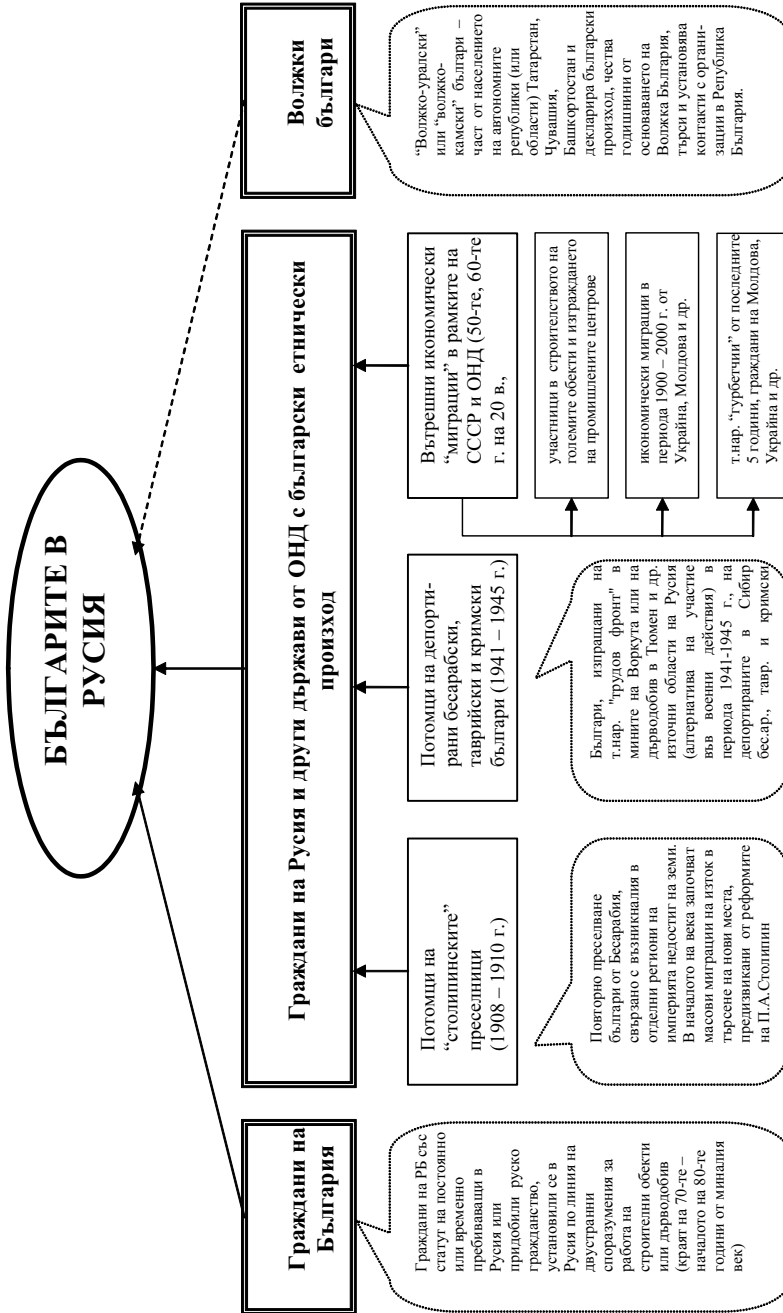 БЪЛГАРИТЕ В
РУСИЯ
Граждани на
България
Граждани на Русия и други държави от ОНД с български етнически
произход
Волжки
българи
Граждани на РБ със
статут на постоянно
или временно
пребиваващи в
Русия или
придобили руско
гражданство,
установили се в
Русия по линия на
двустранни
споразумения за
работа на
строителни обекти
или дърводобив
(краят на 70-те –
началото на 80-те
години от миналия
век)
Потомци на
“столипинските”
преселници
(1908 – 1910 г.)
Повторно преселване
българи от Бесарабия,
свързано с възникналия в
отделни региони на
империята недостиг на земи.
В началото на века започват
масови миграции на изток в
търсене на нови места,
предизвикани от реформите
на П.А.Столипин
Потомци на депорти-
рани бесарабски,
таврийски и кримски
българи (1941 – 1945 г.)
Българи, изпращани на
т.нар. "трудов фронт" в
мините на Воркута или на
дърводобив в Тюмен и др.
източни области на Русия
(алтернатива на участие
във военни действия) в
периода 1941-1945 г., на
депортираните в Сибир
бес.ар., тавр. и кримски
Вътрешни икономически
“миграции” в рамките на
СССР и ОНД (50-те, 60-те
г. на 20 в.,
участници в строителството на
големите обекти и изграждането
на промишлените центрове
икономически миграции в
периода 1900 – 2000 г. от
Украйна, Молдова и др.
т.нар. “гурбетчии” от последните
5 години, граждани на Молдова,
Украйна и др.
“Волжко-уралски”
или “волжко-
камски” българи –
част от населението
на автономните
републики (или
области) Татарстан,
Чувашия,
Башкортостан и
декларира български
произход, чества
годишнини от
основаването на
Волжка България,
търси и установява
контакти с органи-
зации в Република
България.